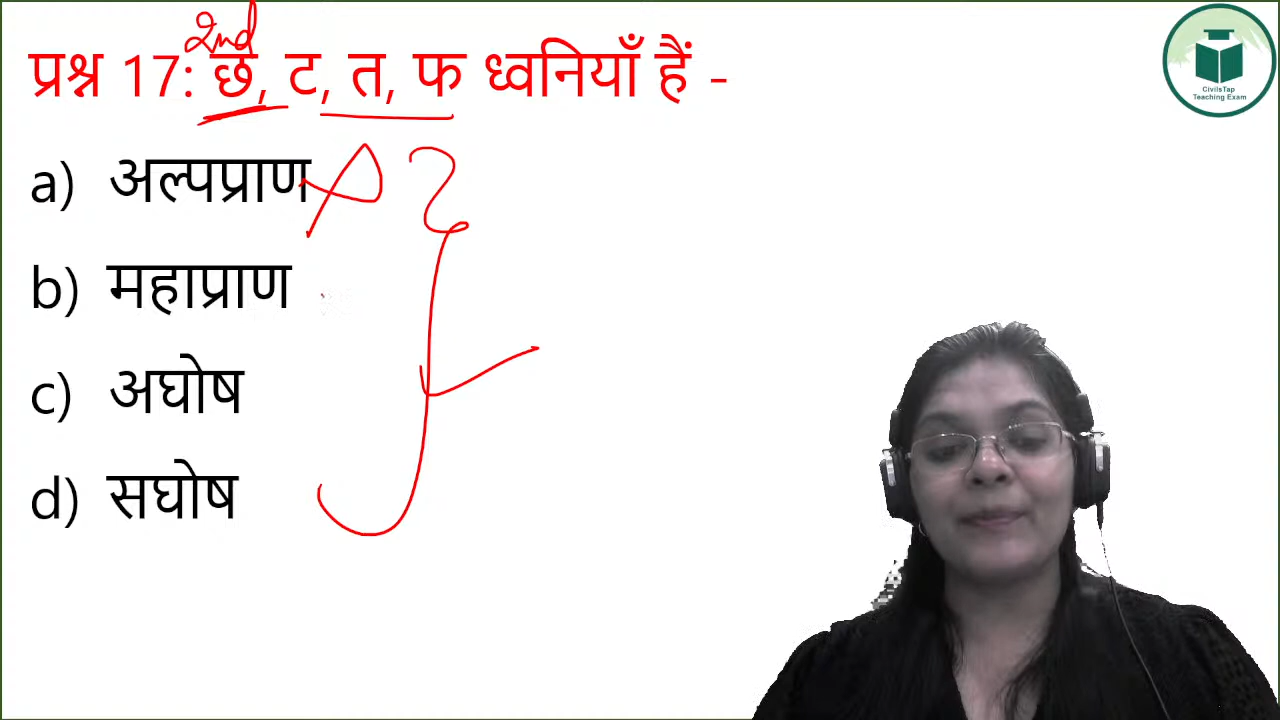 2nd
प्रश्न 17: छ, ट, त, फ ध्वनियाँ हैं -
CivilsTap
Teaching Exam
a) अल्पप्राण
b) महाप्राण
c) अघोष
d) सघोष